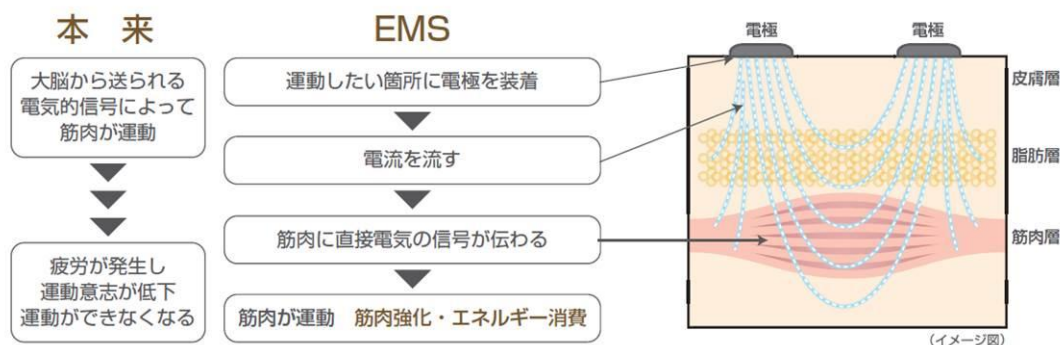 本 来
大脳から送られる
電気的信号によって
筋肉が運動
疲労が発生し
運動意志が低下
運動ができなくなる
EMS
運動したい箇所に電極を装着
電流を流す
筋肉に直接電気の信号が伝わる
筋肉が運動 筋肉強化・エネルギー消費
電極 電極
皮膚層
脂肪層
筋肉層
(イメージ図)